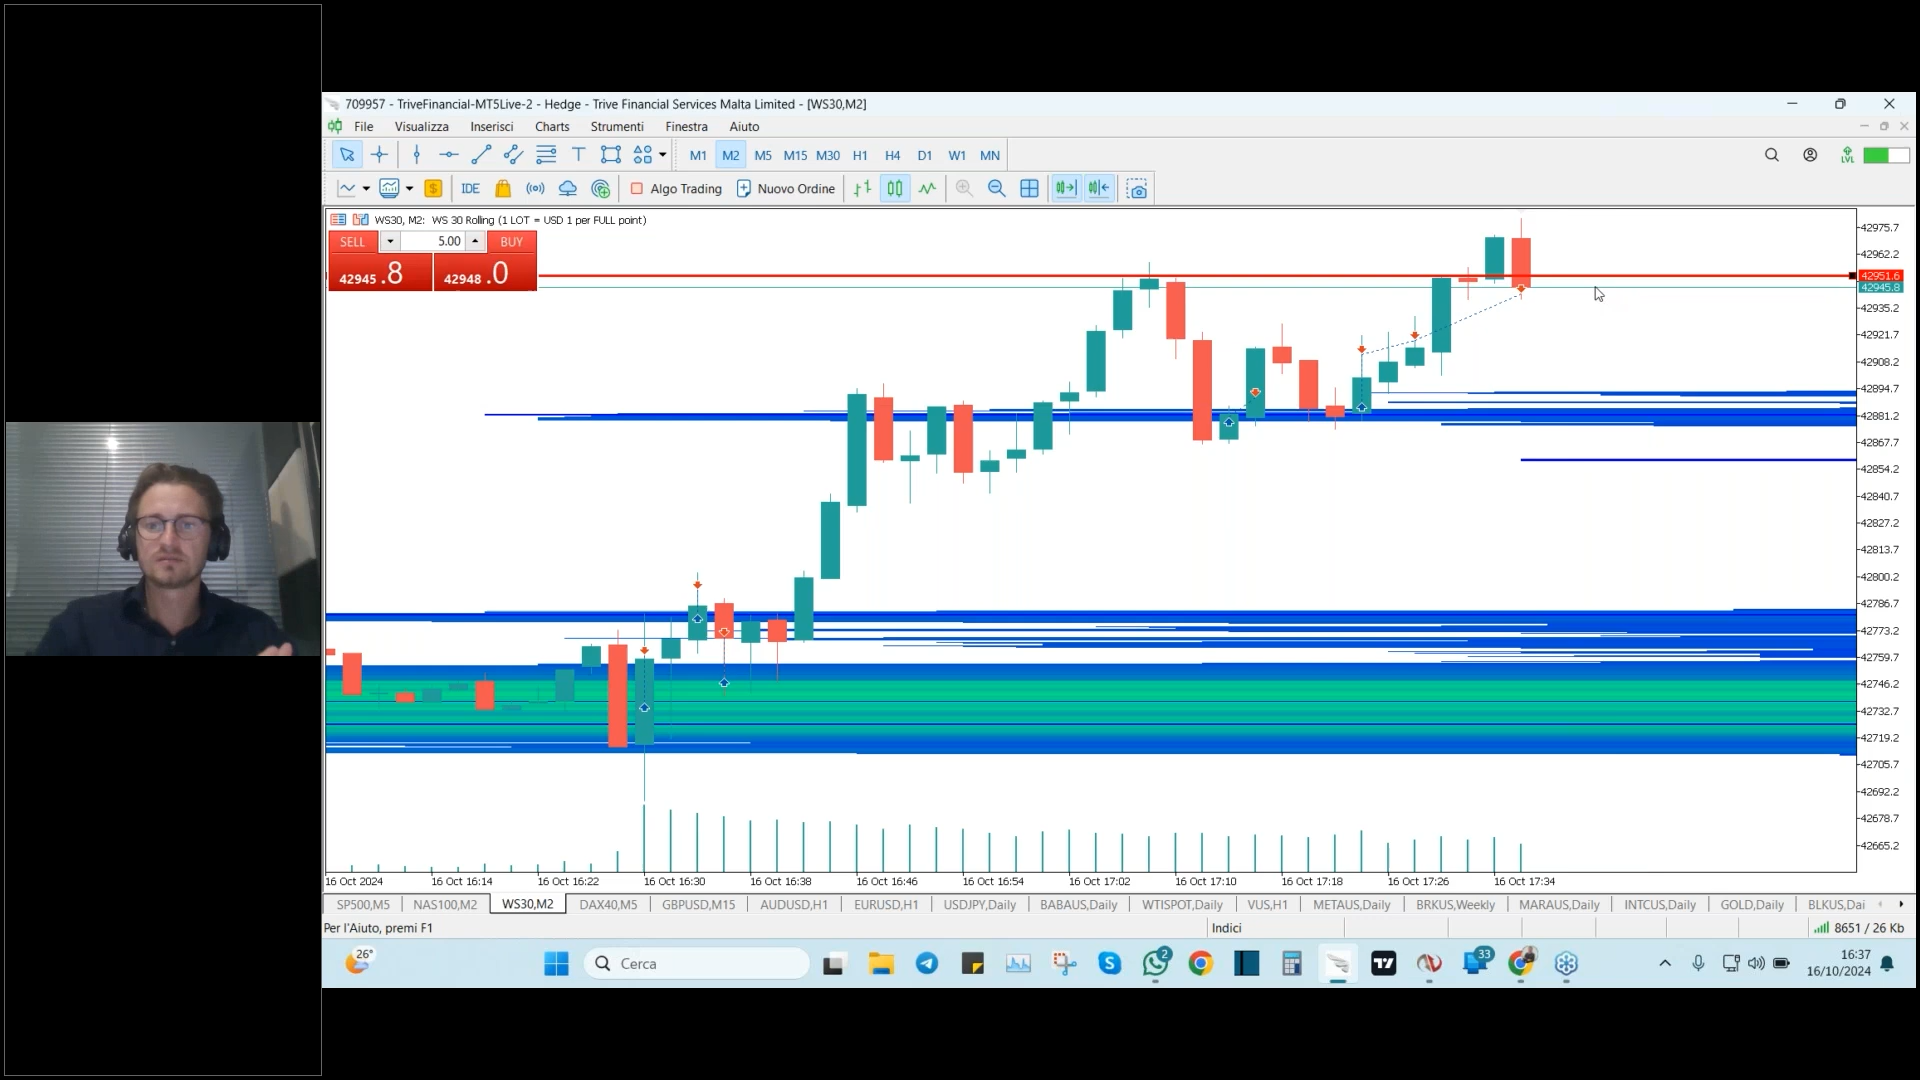 709957 - TriveFinancial-MT5Live-2 - Hedge - Trive Financial Services Malta Limited - [WS30,M2]
File Visualizza Inserisci Charts Strumenti Finestra Aiuto
M1 M2 M5 M15 M30 H1 H4 D1 W1 MN
LVL
IDE Algo Trading Nuovo Ordine
WS30, M2: WS 30 Rolling (1 LOT = USD 1 per FULL point)
SELL 5.00 BUY
42945.8 42948.0
42975.7
42962.2
42951.6
42945.8
42935.2
42921.7
42908.2
42894.7
42881.2
42867.7
42854.2
42840.7
42827.2
42813.7
42800.2
42786.7
42773.2
42759.7
42746.2
42732.7
42719.2
42705.7
42692.2
42678.7
42665.2
16 Oct 2024 16 Oct 16:14 16 Oct 16:22 16 Oct 16:30 16 Oct 16:38 16 Oct 16:46 16 Oct 16:54 16 Oct 17:02 16 Oct 17:10 16 Oct 17:18 16 Oct 17:26 16 Oct 17:34
SP500,M5 NAS100,M2 WS30,M2 DAX40,M5 GBPUSD,M15 AUDUSD,H1 EURUSD,H1 USDJPY,Daily BABAUS,Daily WTISPOT,Daily VUS,H1 METAUS,Daily BRKUS,Weekly MARAUS,Daily INTCUS,Daily GOLD,Daily BLKUS,Dai
Per l'Aiuto, premi F1 Indici 8651 / 26 Kb
26° Cerca 2 33 16:37
16/10/2024